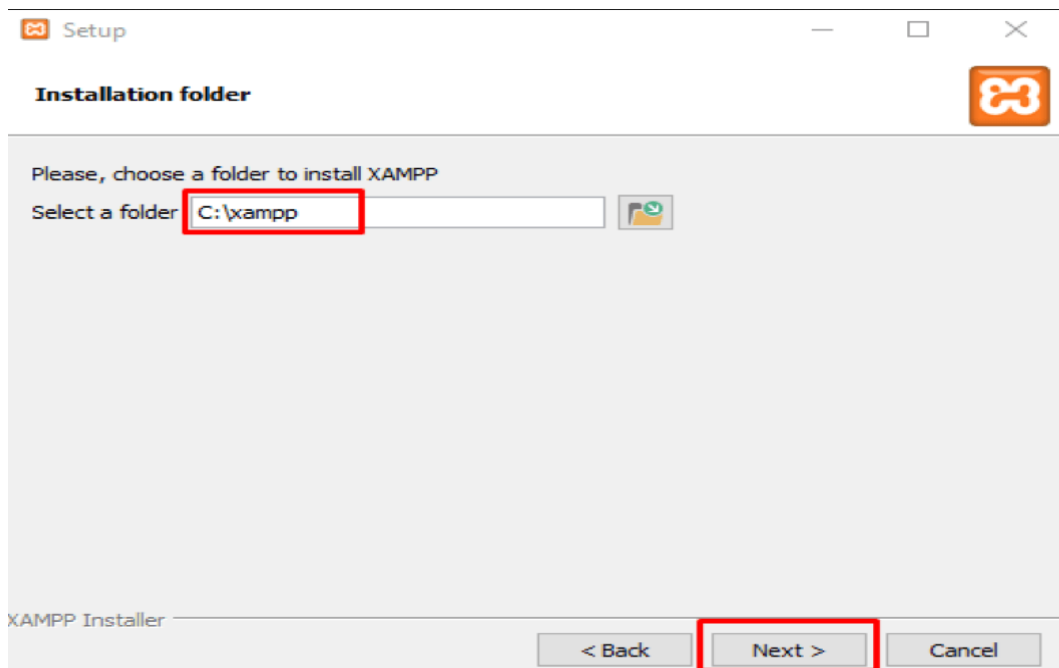 Setup
Installation folder
Please, choose a folder to install XAMPP
Select a folder C:\xampp
XAMPP Installer
< Back Next > Cancel